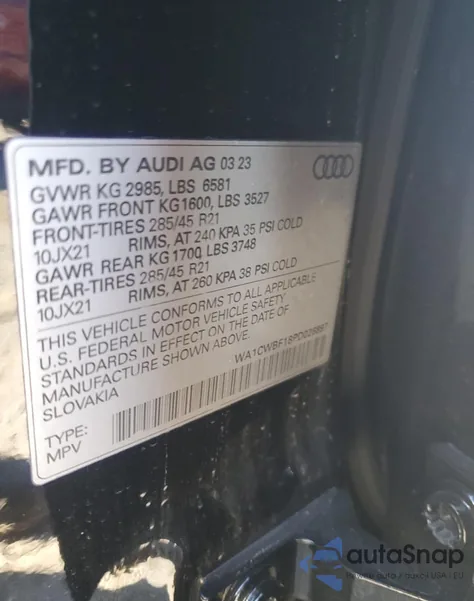 MFD. BY AUDI AG 03 23
GVWR KG 2985, LBS 6581
GAWR FRONT KG1600, LBS 3527
FRONT-TIRES 285/45 R21
10JX21 RIMS, AT 240 KPA 35 PSI COLD
GAWR REAR KG1700 LBS 3748
REAR-TIRES 285/45 R21
10JX21 RIMS, AT 260 KPA 38 PSI COLD
THIS VEHICLE CONFORMS TO ALL APPLICABLE
U.S. FEDERAL MOTOR VEHICLE SAFETY
STANDARDS IN EFFECT ON THE DATE OF
MANUFACTURE SHOWN ABOVE.
SLOVAKIA
TYPE:
MPV
autoSnap